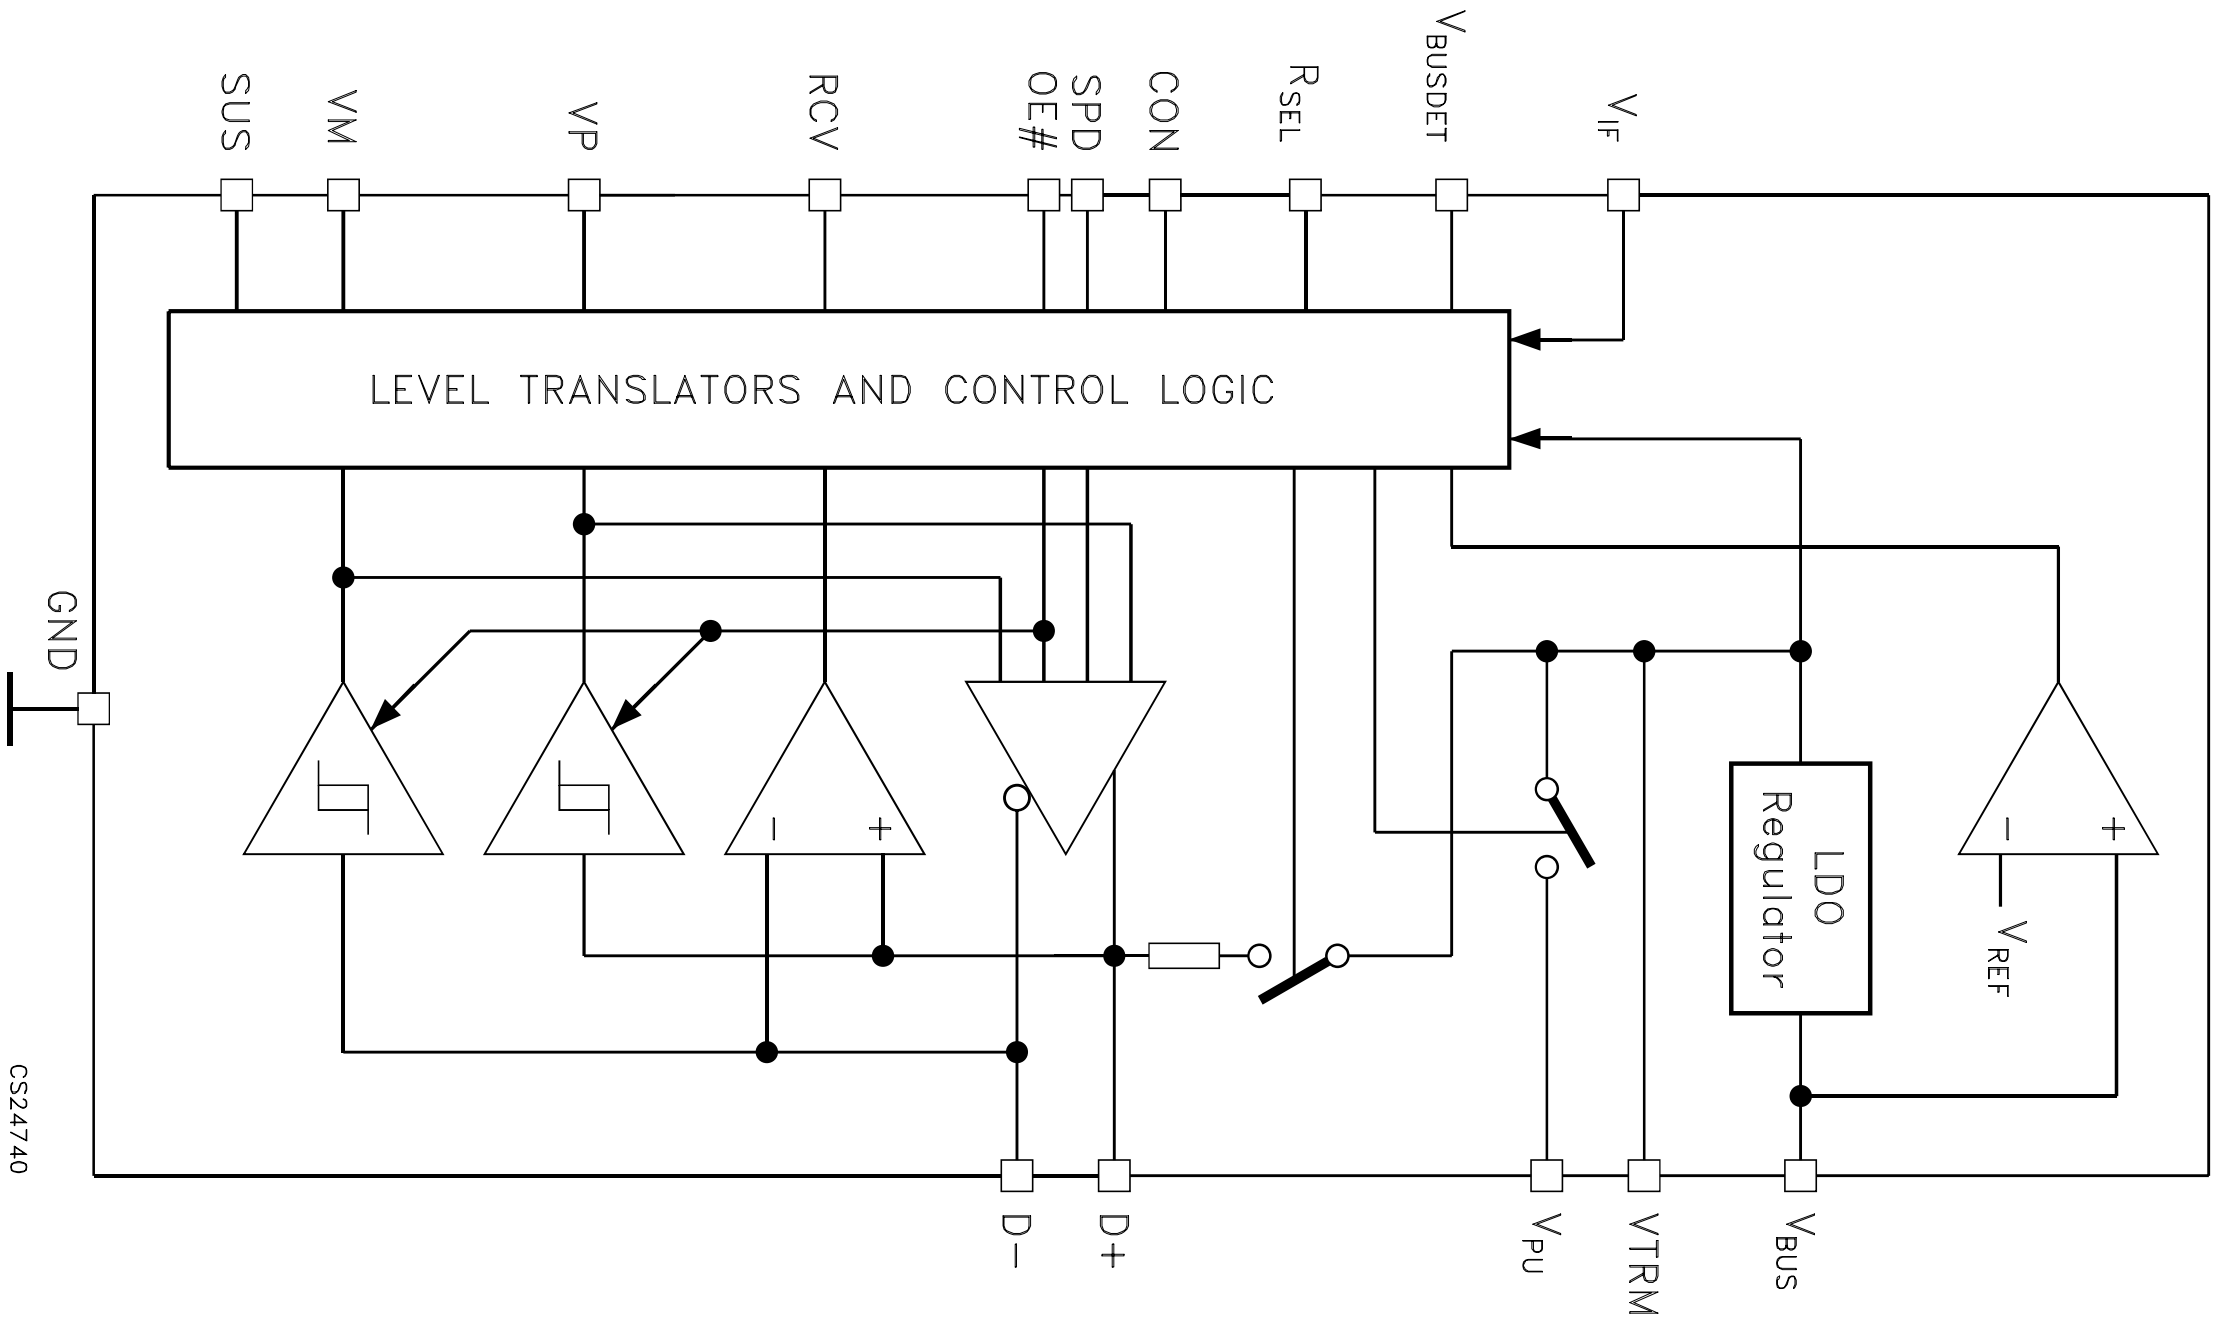 VIF
VBUSDET
RSEL
CON
SPD
OE#
RCV
VP
VM
SUS
LEVEL TRANSLATORS AND CONTROL LOGIC
GND
- +
- +
VREF
LDO
Regulator
VBUS
VTRM
VPU
D+
D-
CS24740